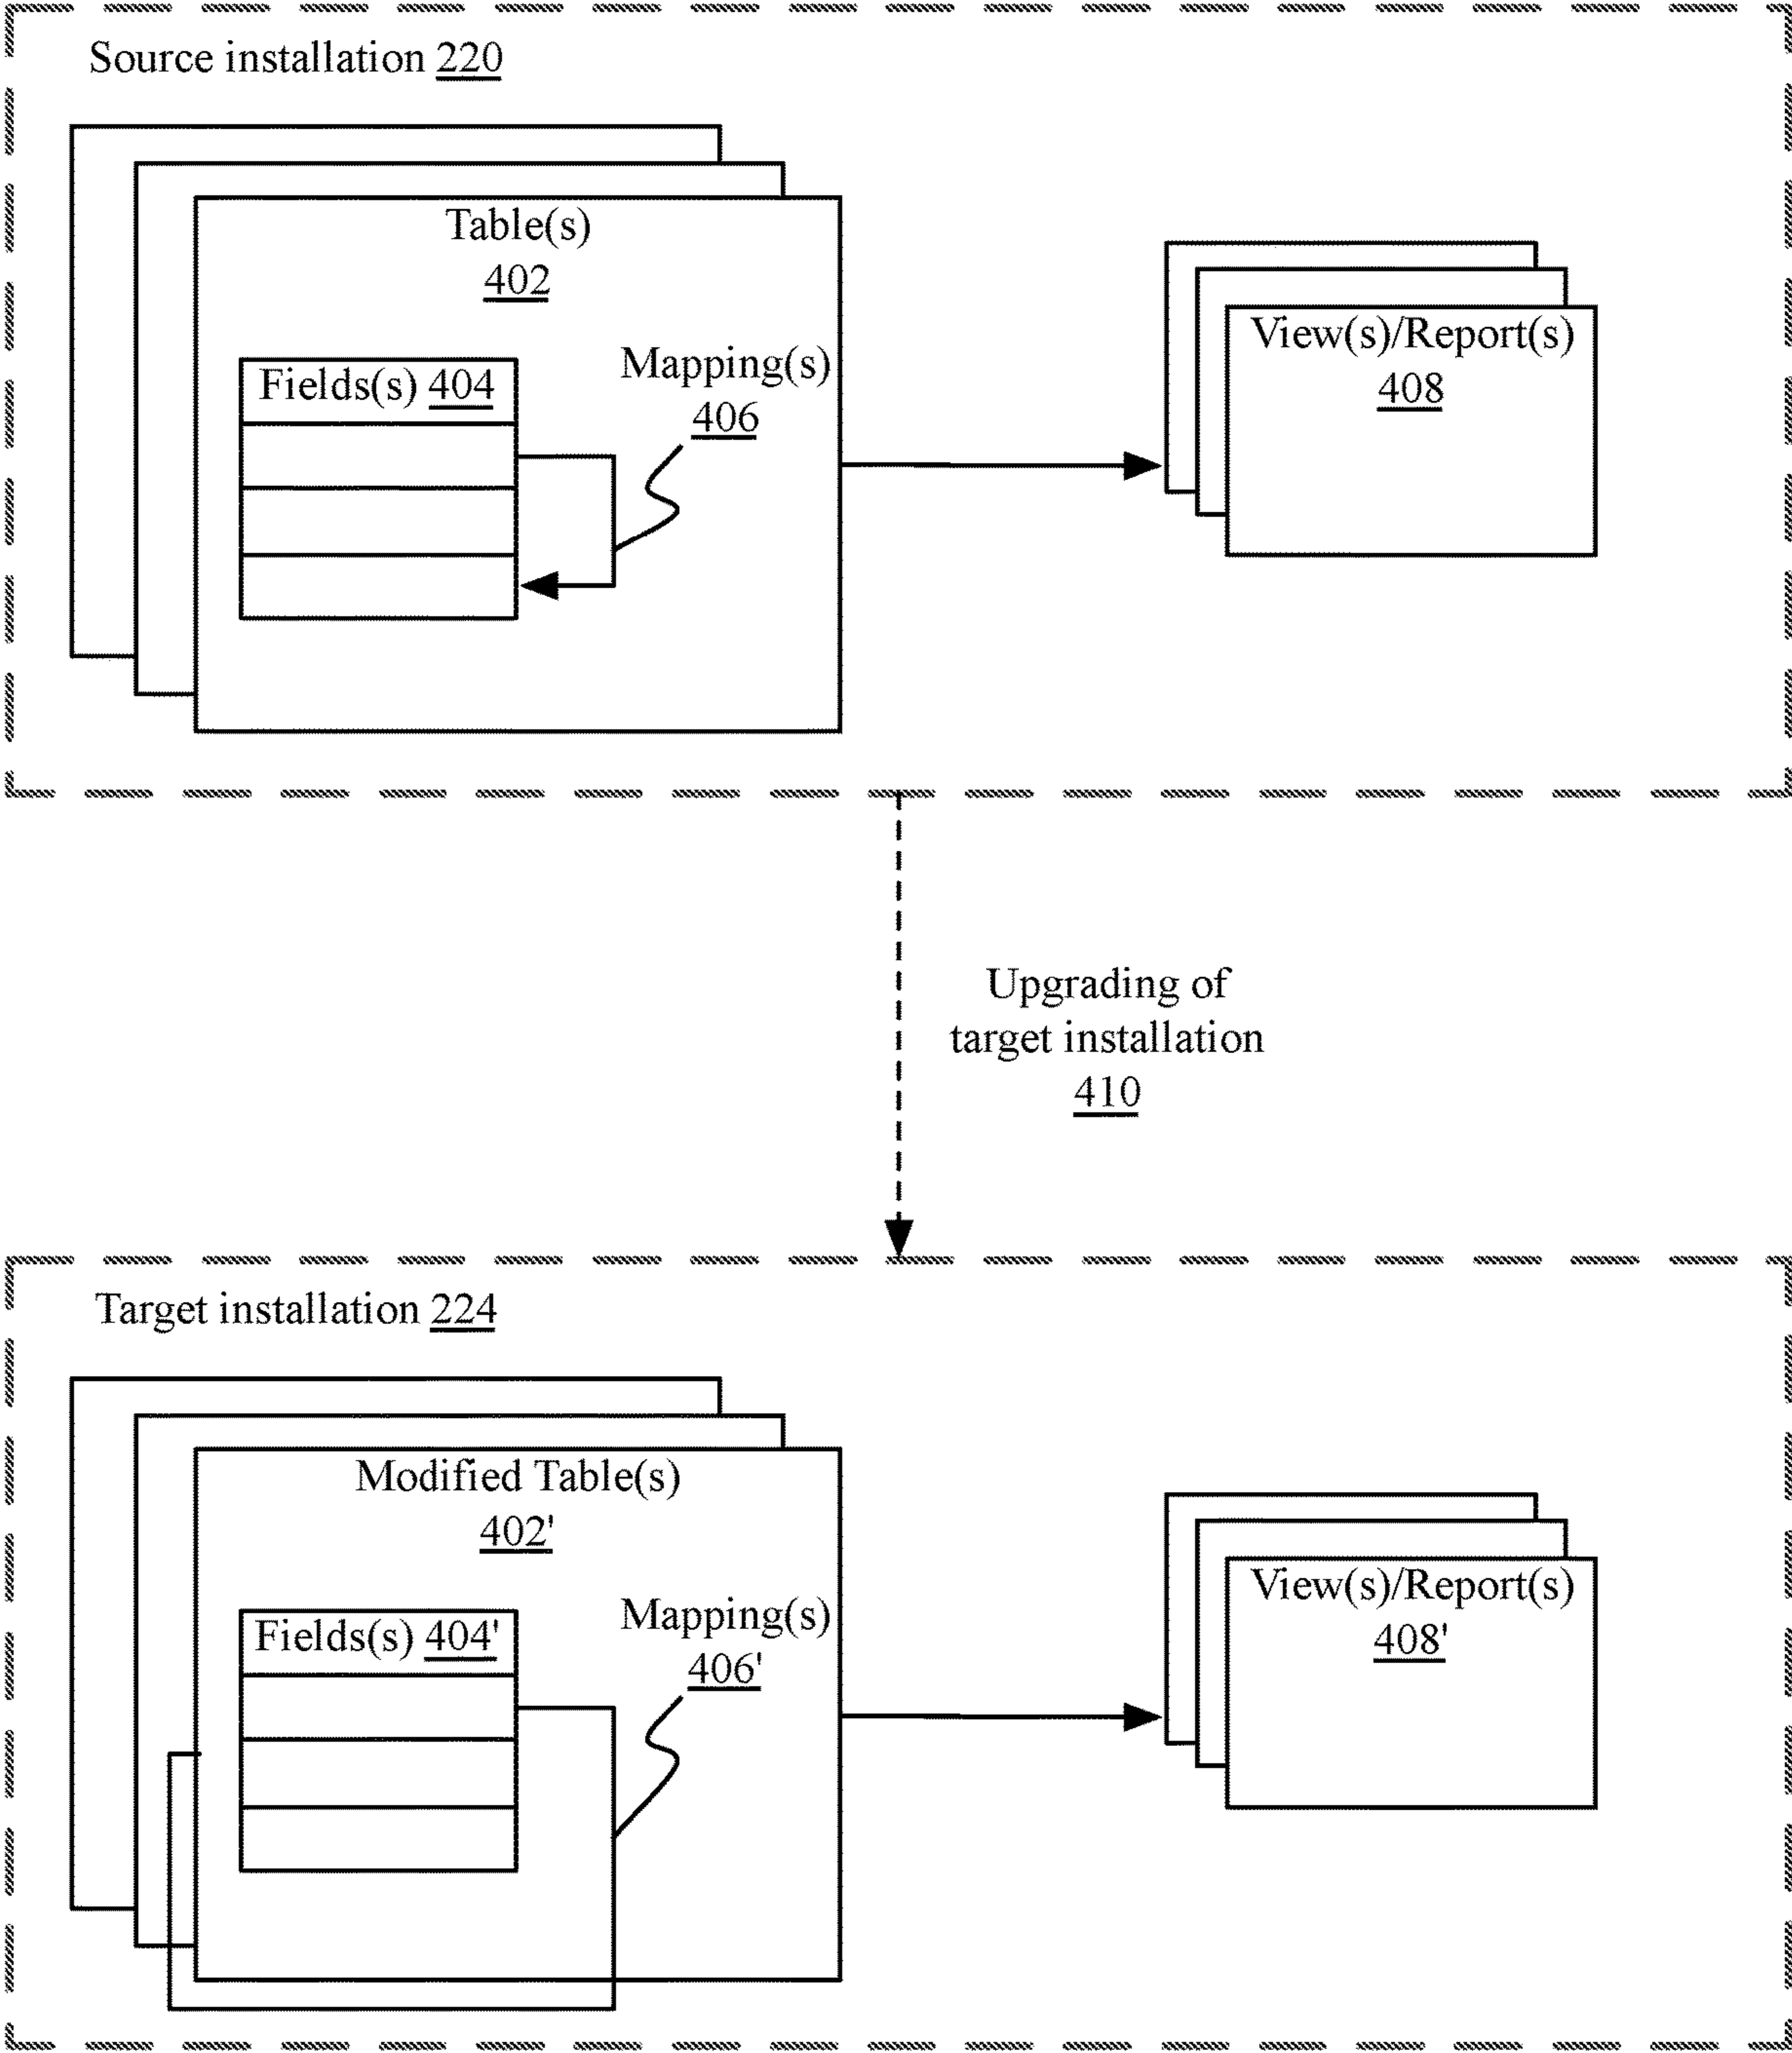 Source installation 220
Table(s)
402
Fields(s) 404
Mapping(s)
406
View(s)/Report(s)
408
Upgrading of
target installation
410
Target installation 224
Modified Table(s)
402'
Fields(s) 404'
Mapping(s)
406'
View(s)/Report(s)
408'